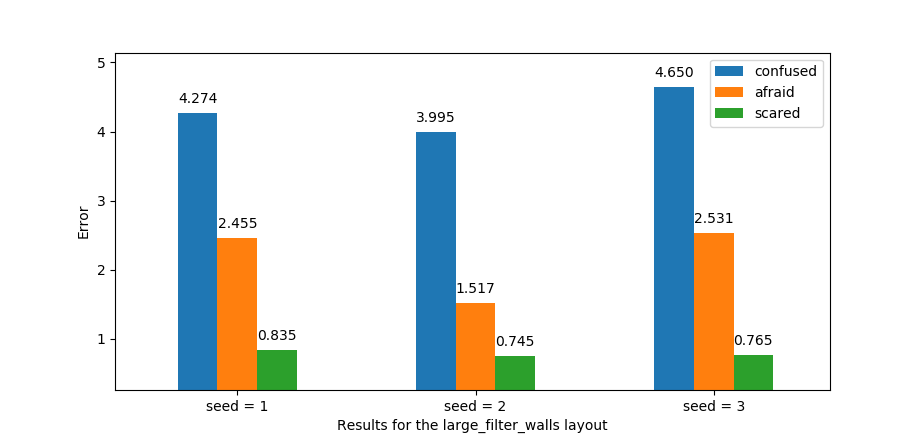 confused
afraid
scared
4.274
3.995
4.650
2.455
1.517
2.531
0.835
0.745
0.765
5
4
3
2
1
Error
seed = 1
seed = 2
seed = 3
Results for the large_filter_walls layout